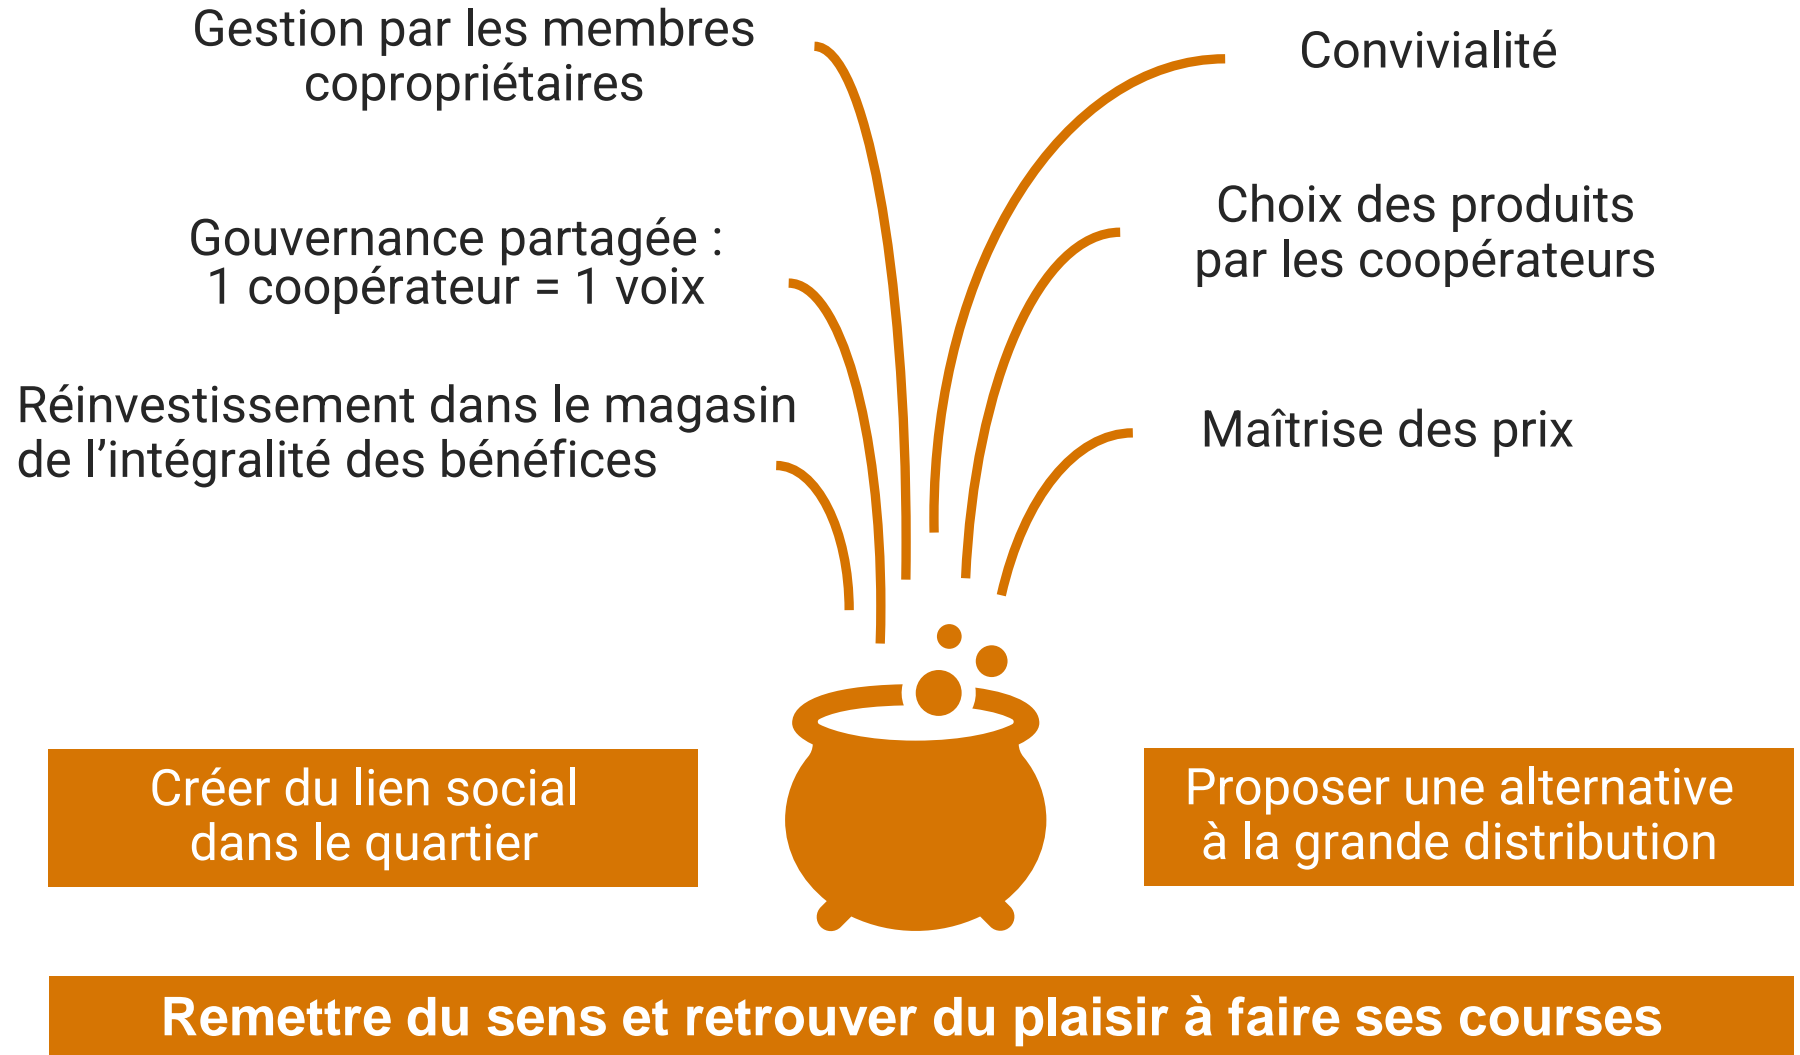 Gestion par les membres
copropriétaires
Gouvernance partagée :
1 coopérateur = 1 voix
Réinvestissement dans le magasin
de l’intégralité des bénéfices
Convivialité
Choix des produits
par les coopérateurs
Maîtrise des prix
Créer du lien social
dans le quartier
Proposer une alternative
à la grande distribution
Remettre du sens et retrouver du plaisir à faire ses courses